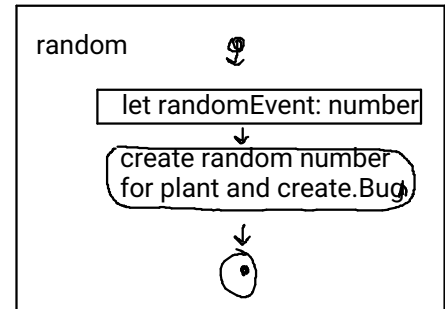 random
let randomEvent: number
create random number
for plant and create.Bug